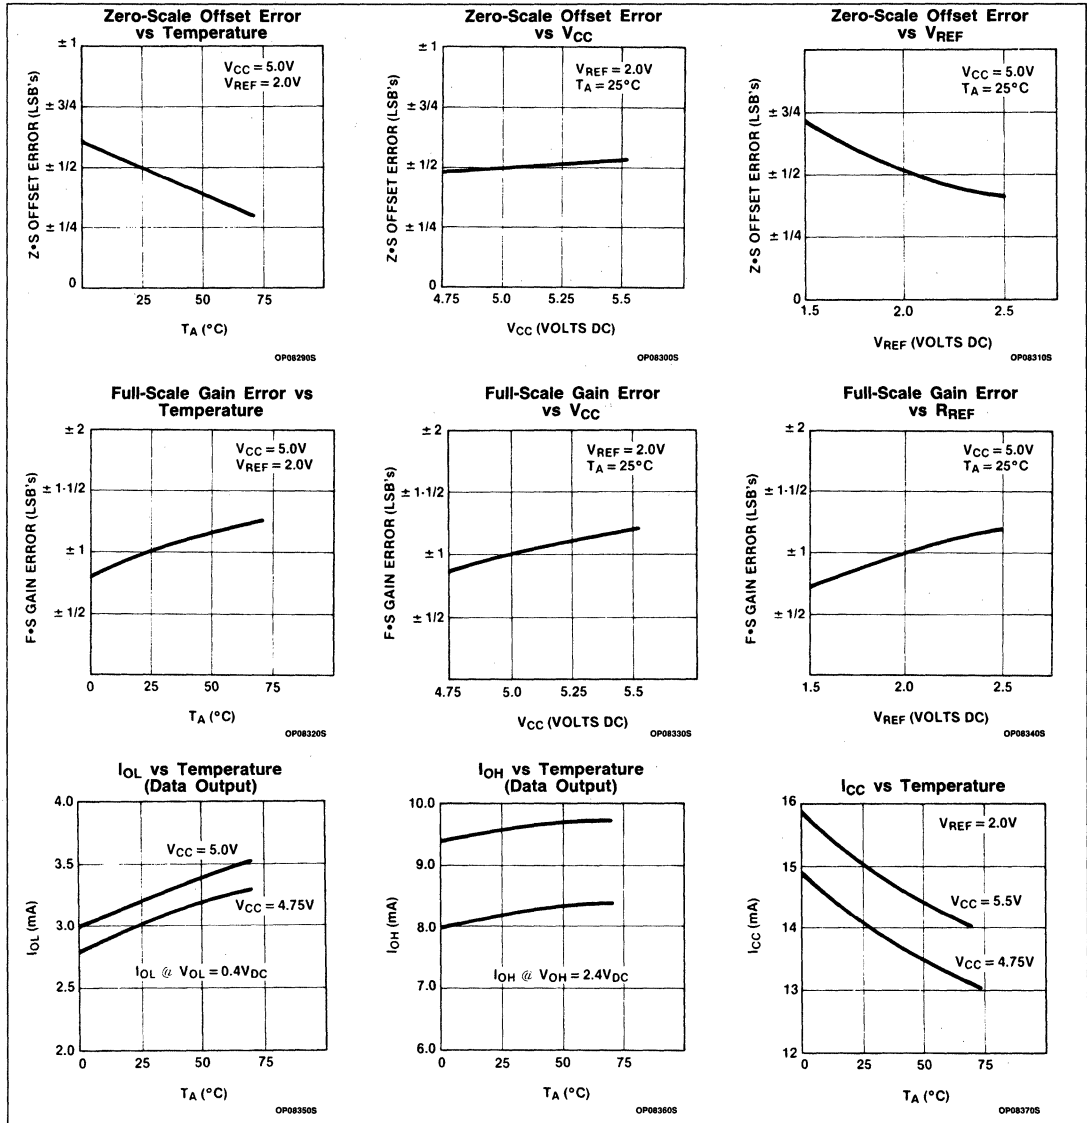 Zero-Scale Offset Error
vs Temperature
± 1
± 3/4
± 1/2
± 1/4
0
Z•S OFFSET ERROR (LSB's)
VCC = 5.0V
VREF = 2.0V
25
50
75
TA (°C)
OP08290S
Zero-Scale Offset Error
vs VCC
± 1
± 3/4
± 1/2
± 1/4
0
Z•S OFFSET ERROR (LSB's)
VREF = 2.0V
TA = 25°C
4.75
5.0
5.25
5.5
VCC (VOLTS DC)
OP08300S
Zero-Scale Offset Error
vs VREF
± 3/4
± 1/2
± 1/4
0
Z•S OFFSET ERROR (LSB's)
VCC = 5.0V
TA = 25°C
1.5
2.0
2.5
VREF (VOLTS DC)
OP08310S
Full-Scale Gain Error vs
Temperature
± 2
± 1-1/2
± 1
± 1/2
F•S GAIN ERROR (LSB's)
VCC = 5.0V
VREF = 2.0V
0
25
50
75
TA (°C)
OP08320S
Full-Scale Gain Error
vs VCC
± 2
± 1-1/2
± 1
± 1/2
F•S GAIN ERROR (LSB's)
VREF = 2.0V
TA = 25°C
4.75
5.0
5.25
5.5
VCC (VOLTS DC)
OP08330S
Full-Scale Gain Error
vs RREF
± 2
± 1-1/2
± 1
± 1/2
F•S GAIN ERROR (LSB's)
VCC = 5.0V
TA = 25°C
1.5
2.0
2.5
VREF (VOLTS DC)
OP08340S
IOL vs Temperature
(Data Output)
4.0
3.5
3.0
2.5
2.0
IOL (mA)
VCC = 5.0V
VCC = 4.75V
IOL @ VOL = 0.4VDC
0
25
50
75
TA (°C)
OP08350S
IOH vs Temperature
(Data Output)
10.0
9.0
8.0
7.0
6.0
IOH (mA)
IOH @ VOH = 2.4VDC
0
25
50
75
TA (°C)
OP08360S
ICC vs Temperature
16
15
14
13
12
ICC (mA)
VREF = 2.0V
VCC = 5.5V
VCC = 4.75V
0
25
50
75
TA (°C)
OP08370S